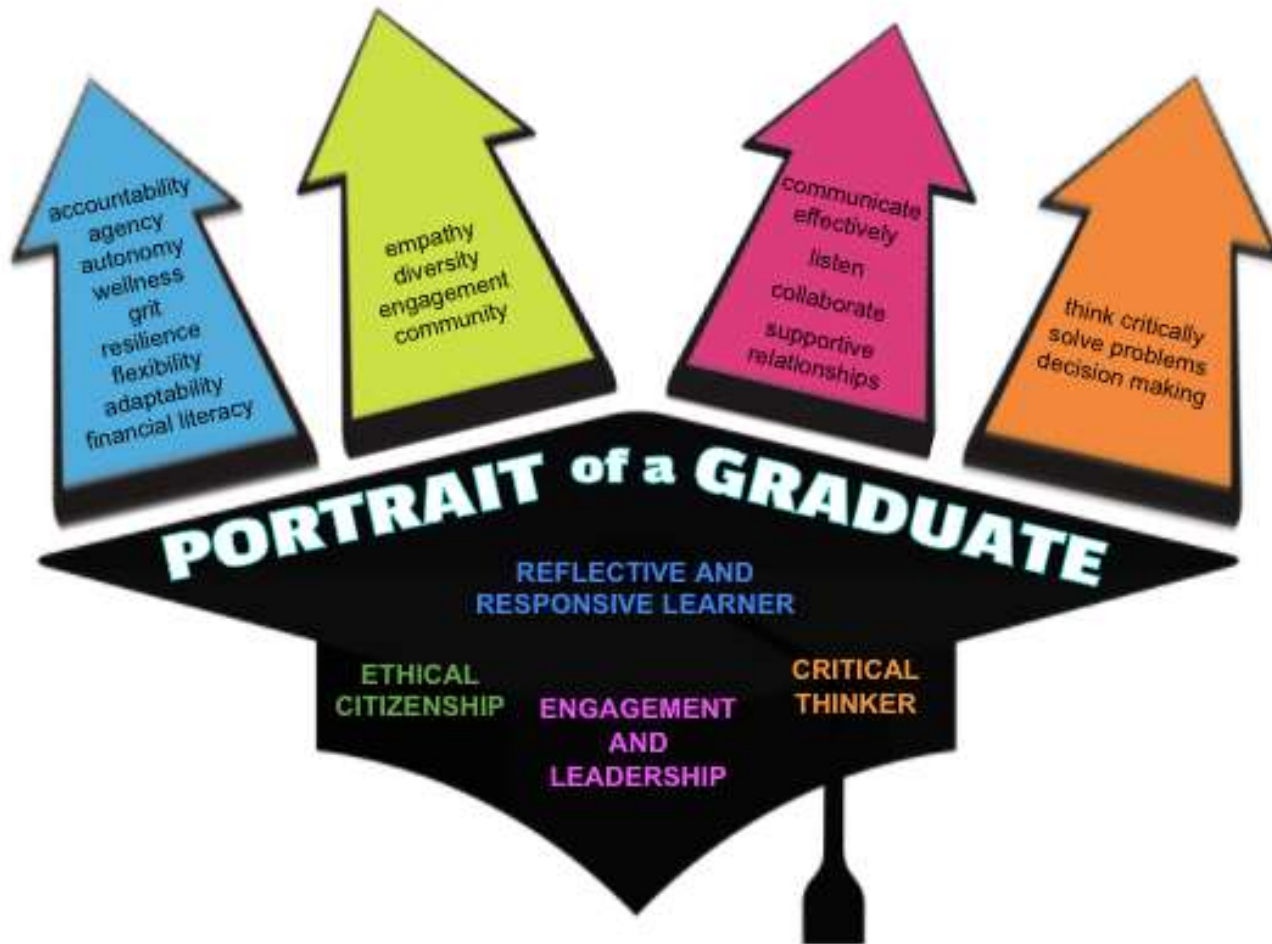 accountability
agency
autonomy
wellness
grit
resilience
flexibility
adaptability
financial literacy
empathy
diversity
engagement
community
communicate
effectively
listen
collaborate
supportive
relationships
think critically
solve problems
decision making
PORTRAIT of a GRADUATE
REFLECTIVE AND
RESPONSIVE LEARNER
ETHICAL
CITIZENSHIP
ENGAGEMENT
AND
LEADERSHIP
CRITICAL
THINKER